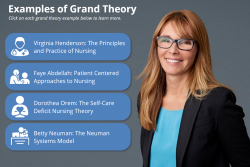 Examples of Grand Theory
Click on each grand theory example below to learn more.
Virginia Henderson: The Principles
and Practice of Nursing
Faye Abdellah: Patient Centered
Approaches to Nursing
Dorothea Orem: The Self-Care
Deficit Nursing Theory
Betty Neuman: The Neuman
Systems Model